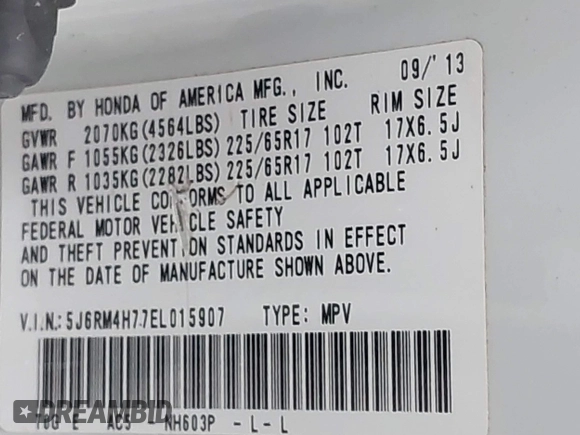 MFD. BY HONDA OF AMERICA MFG., INC. 09/'13
GVWR 2070KG(4564LBS) TIRE SIZE RIM SIZE
GAWR F 1055KG(2326LBS) 225/65R17 102T 17X6.5J
GAWR R 1035KG(2282LBS) 225/65R17 102T 17X6.5J
THIS VEHICLE CONFORMS TO ALL APPLICABLE
FEDERAL MOTOR VEHICLE SAFETY
AND THEFT PREVENTION STANDARDS IN EFFECT
ON THE DATE OF MANUFACTURE SHOWN ABOVE.
V.I.N.: 5J6RM4H77EL015907 TYPE: MPV
AC5 NH603P - L - L
DREAMBID